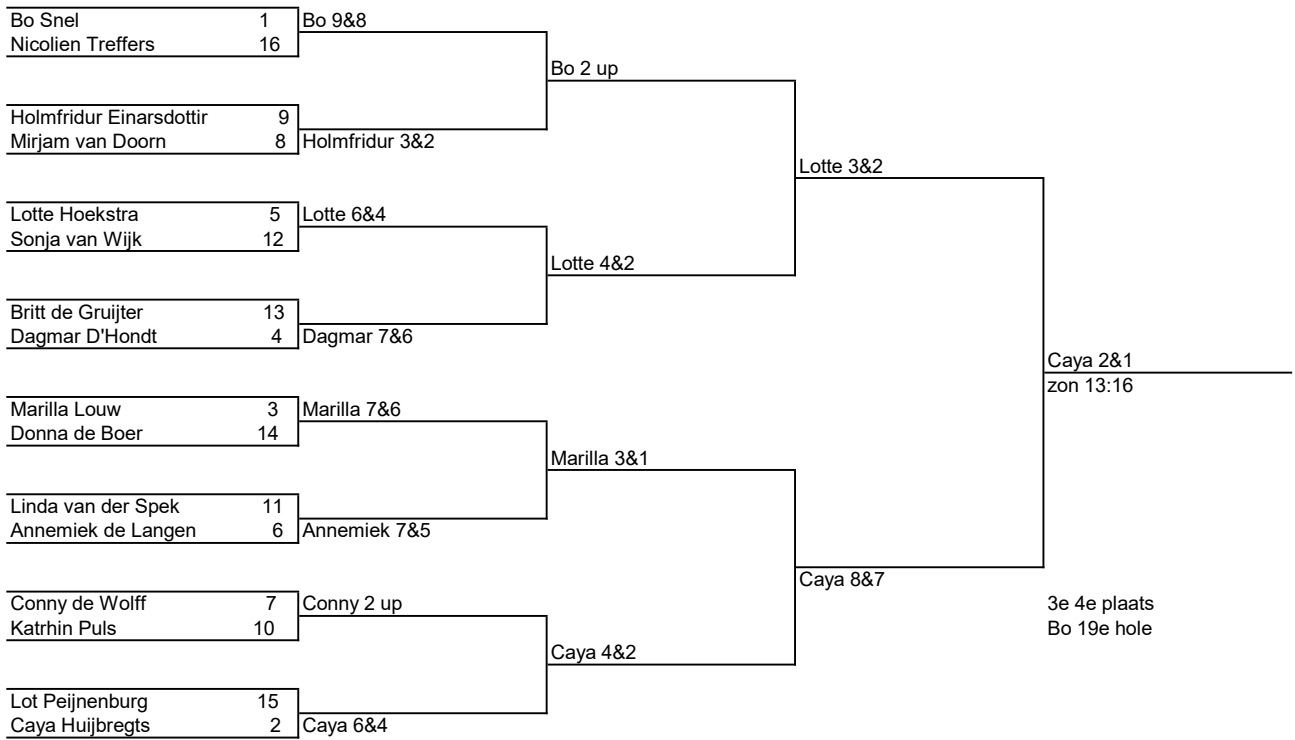 Bo Snel 1 Bo 9&8
Nicolien Treffers 16
Bo 2 up
Holmfridur Einarsdottir 9
Mirjam van Doorn 8 Holmfridur 3&2
Lotte 3&2
Lotte Hoekstra 5 Lotte 6&4
Sonja van Wijk 12
Lotte 4&2
Britt de Gruijter 13
Dagmar D'Hondt 4 Dagmar 7&6
Caya 2&1
zon 13:16
Marilla Louw 3 Marilla 7&6
Donna de Boer 14
Marilla 3&1
Linda van der Spek 11
Annemiek de Langen 6 Annemiek 7&5
Caya 8&7
Conny de Wolff 7 Conny 2 up
3e 4e plaats
Katrhin Puls 10
Bo 19e hole
Caya 4&2
Lot Peijnenburg 15
Caya Huijbregts 2 Caya 6&4